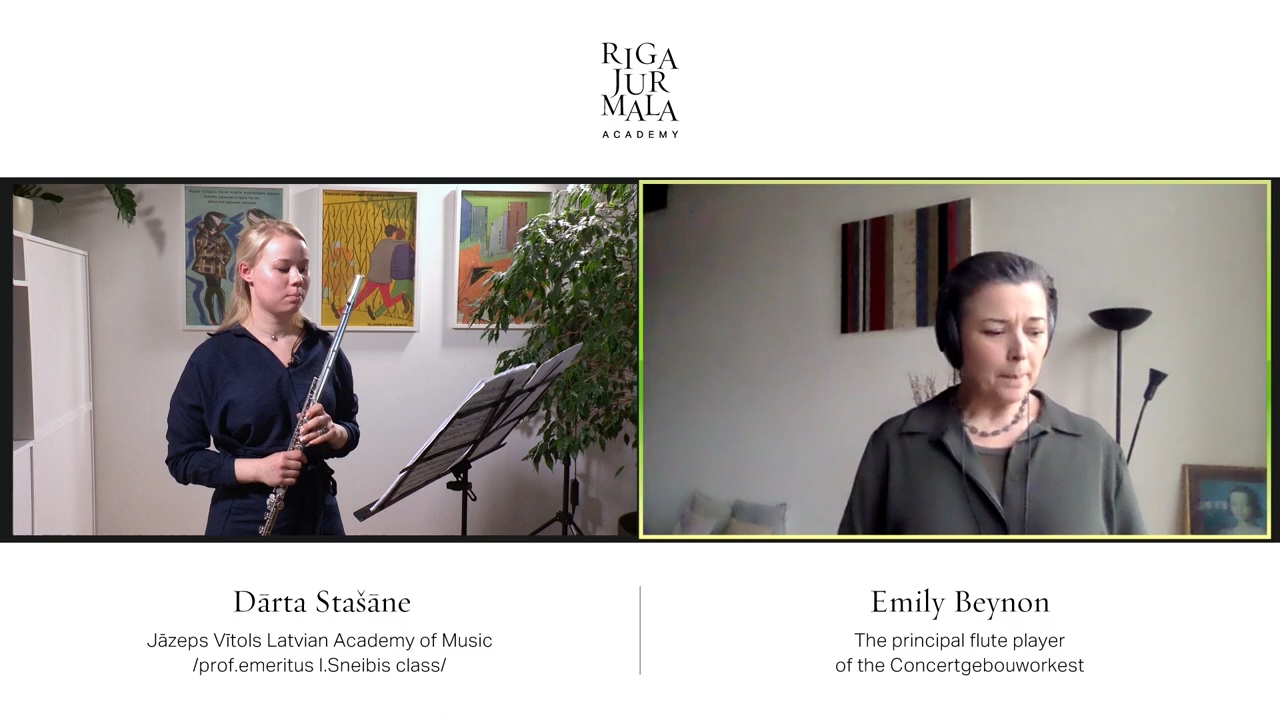 RIGA
JUR
MALA
ACADEMY
Dārta Stašāne
Jāzeps Vītols Latvian Academy of Music
/prof.emeritus I.Sneibis class/
Emily Beynon
The principal flute player
of the Concertgebouworkest